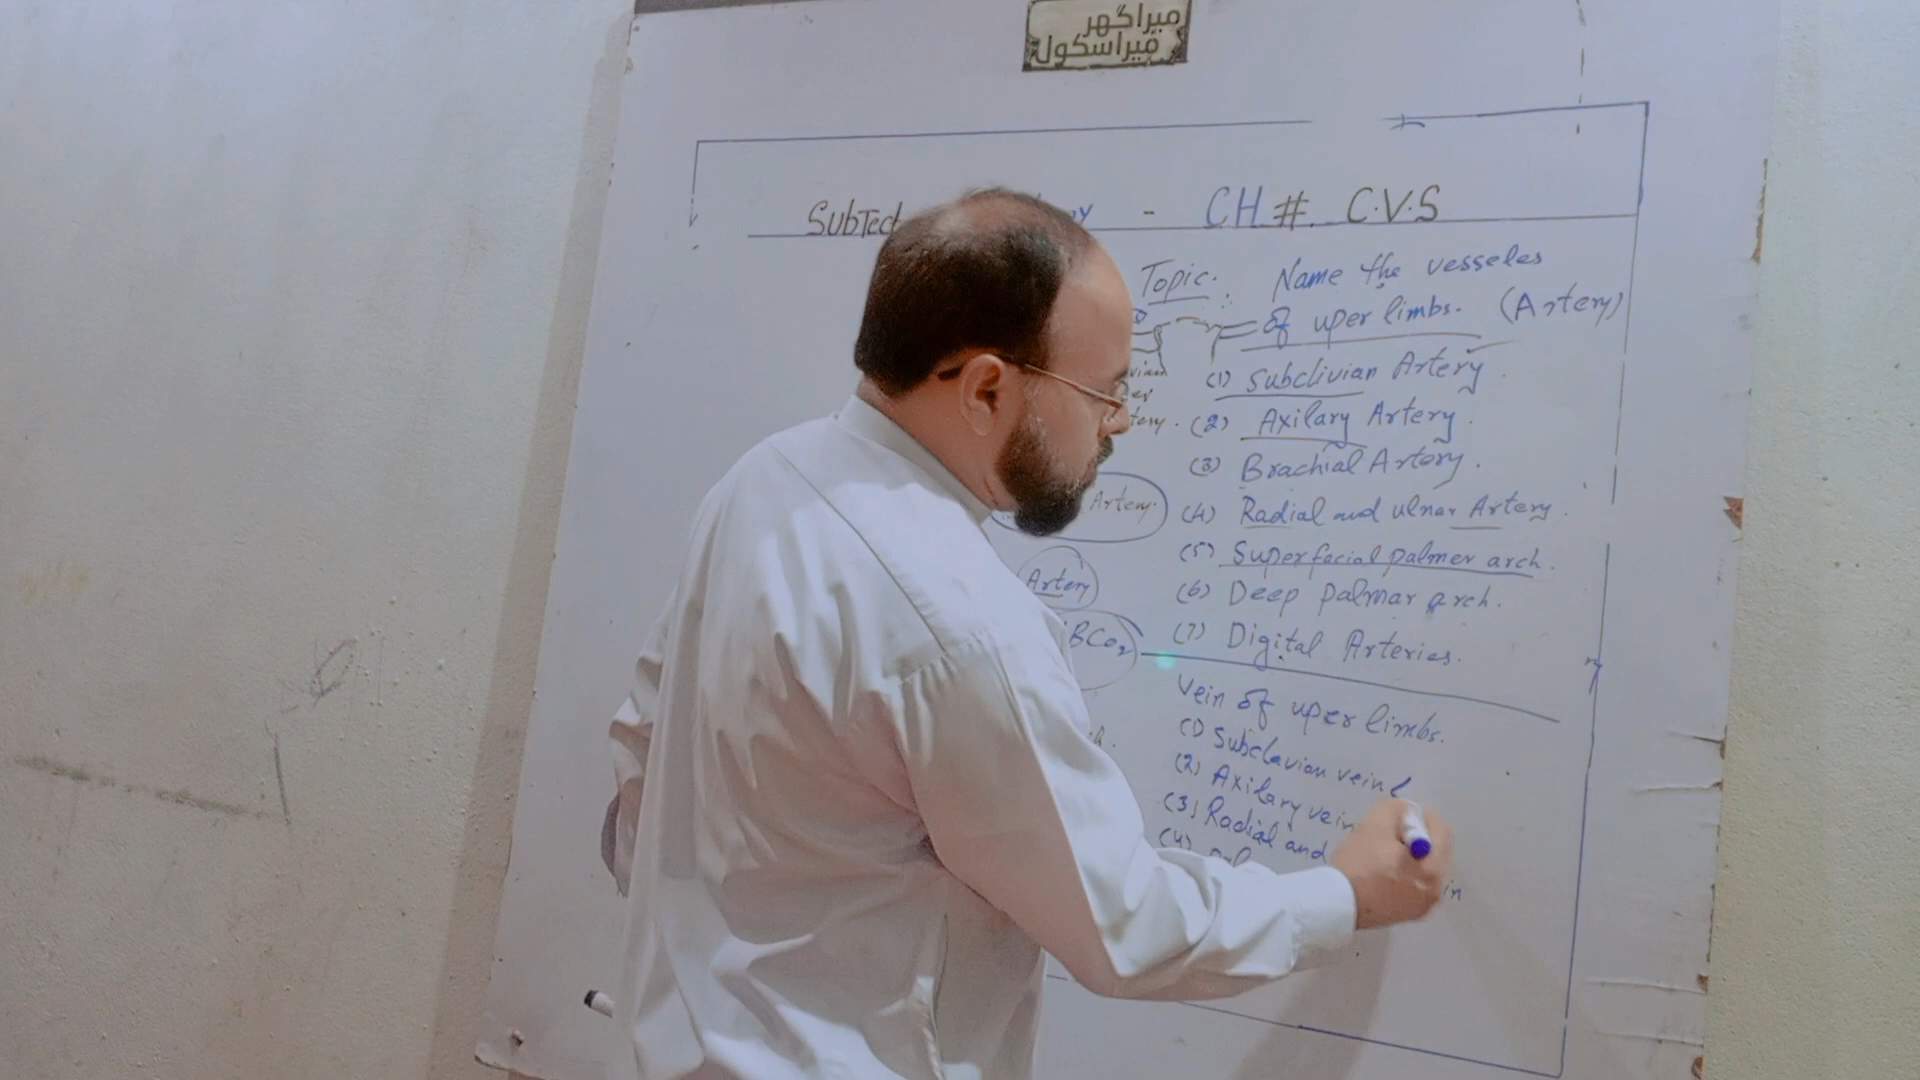 میرا گھر
میرا سکول
CH # C.V.S
Topic. Name the vesseles
of uper limbs. (Artery)
(1) Subclivian Artery.
(2) Axilary Artery.
(3) Brachial Artery.
Artery. (4) Radial and ulnar Artery.
(5) Superfacial palmer arch.
Artery (6) Deep palmar arch.
BCO₂ (7) Digital Arteries.
Vein of uper limbs.
(1) Subclavian vein
(2) Axilary vein
(3) Radial and
(4)